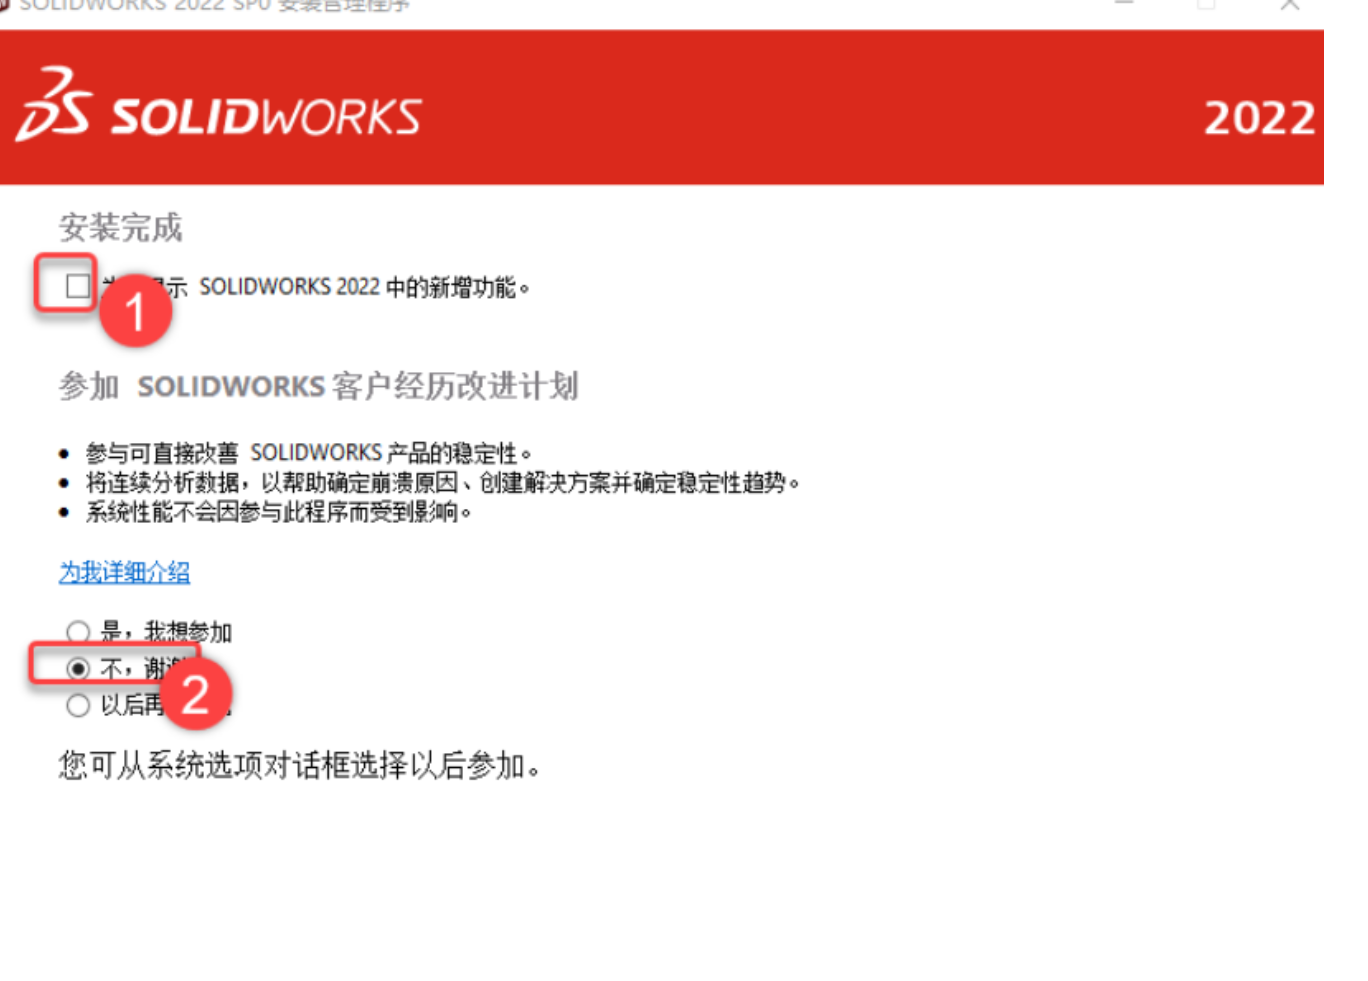 SOLIDWORKS 2022 SP0 安装管理程序
SOLIDWORKS
2022
安装完成
示 SOLIDWORKS 2022 中的新增功能。
1
参加 SOLIDWORKS 客户经历改进计划
• 参与可直接改善 SOLIDWORKS 产品的稳定性。
• 将连续分析数据，以帮助确定崩溃原因、创建解决方案并确定稳定性趋势。
• 系统性能不会因参与此程序而受到影响。
为我详细介绍
是，我想参加
不，谢
2
以后再
您可从系统选项对话框选择以后参加。